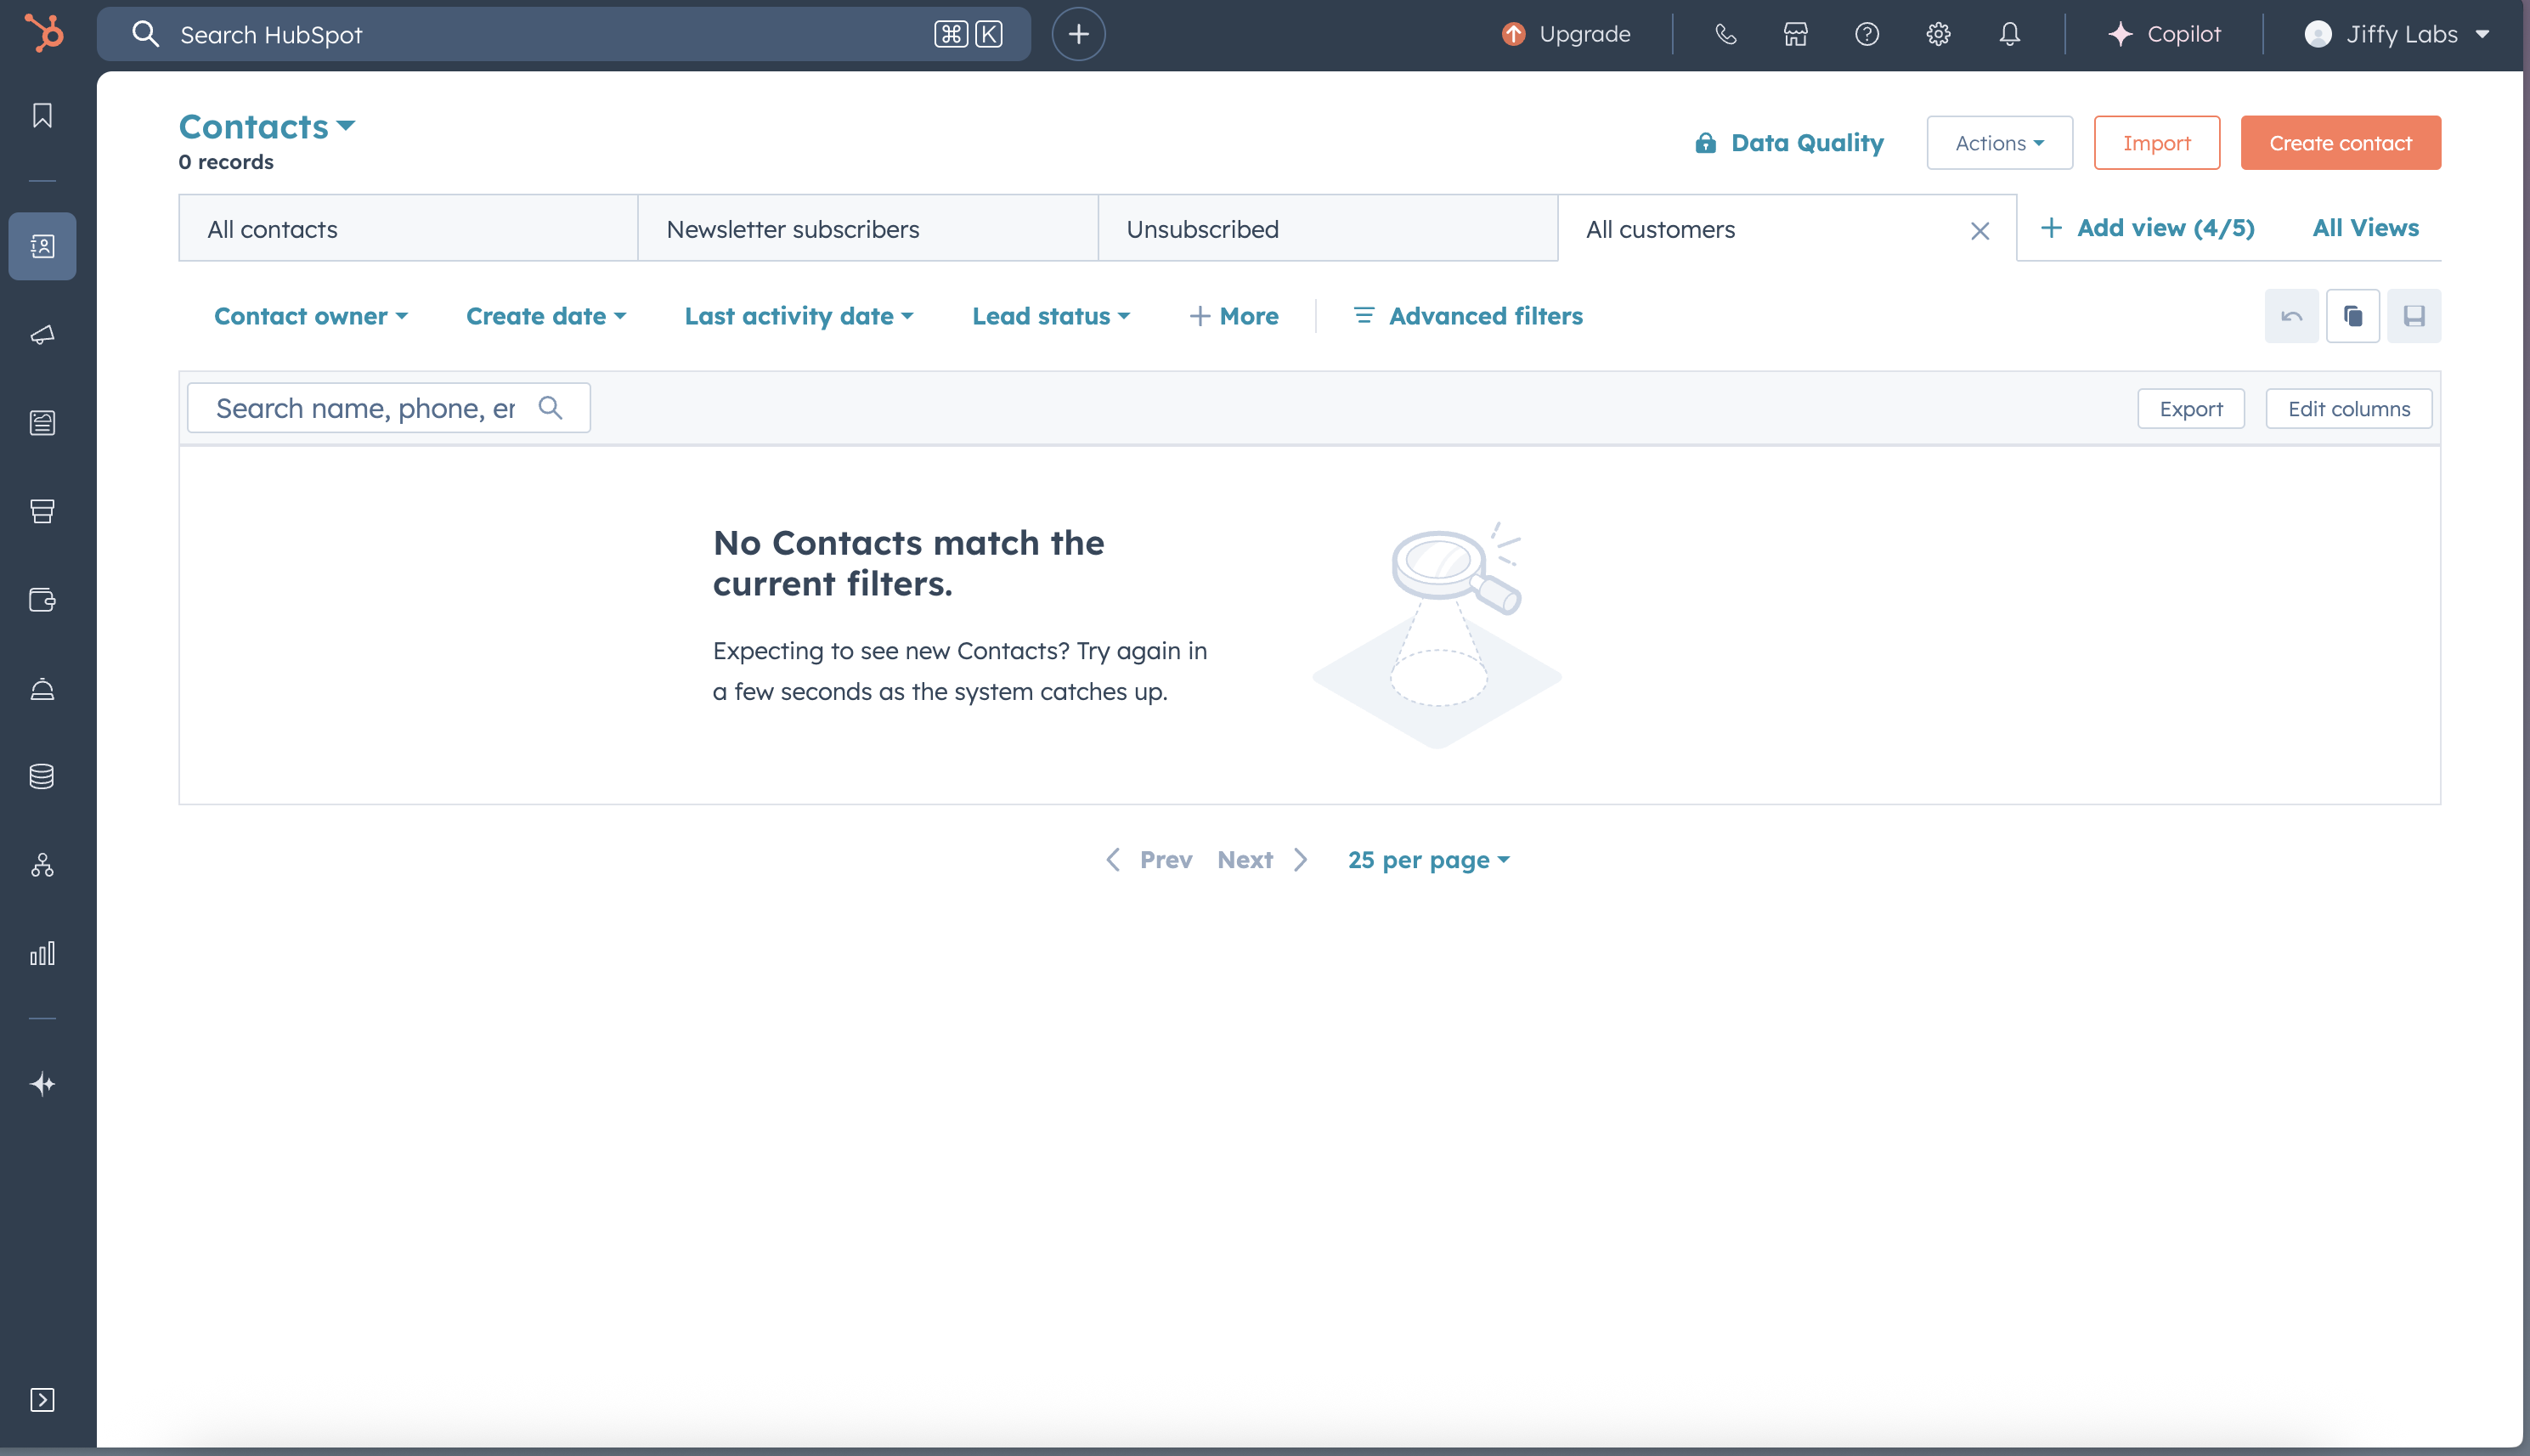 Search HubSpot
⌘ K
Upgrade
Copilot
Jiffy Labs
Contacts
0 records
Data Quality
Actions
Import
Create contact
All contacts
Newsletter subscribers
Unsubscribed
All customers
Add view (4/5)
All Views
Contact owner
Create date
Last activity date
Lead status
More
Advanced filters
Search name, phone, er
Export
Edit columns
No Contacts match the
current filters.
Expecting to see new Contacts? Try again in
a few seconds as the system catches up.
Prev
Next
25 per page